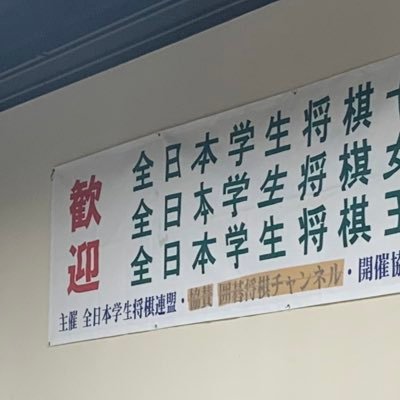 歓迎
全日本学生将棋
全日本学生将棋女
全日本学生将棋王
主催 全日本学生将棋連盟・協賛 囲碁将棋チャンネル・開催協